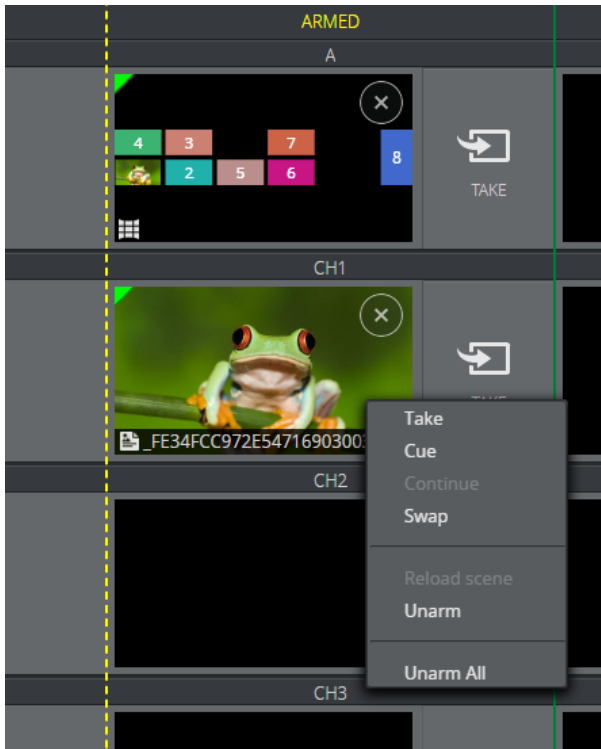 ARMED
A
4
3
7
8
2
5
6
TAKE
CH1
_FE34FCC972E5471690300
Take
Cue
Continue
Swap
Reload scene
Unarm
Unarm All
CH2
CH3